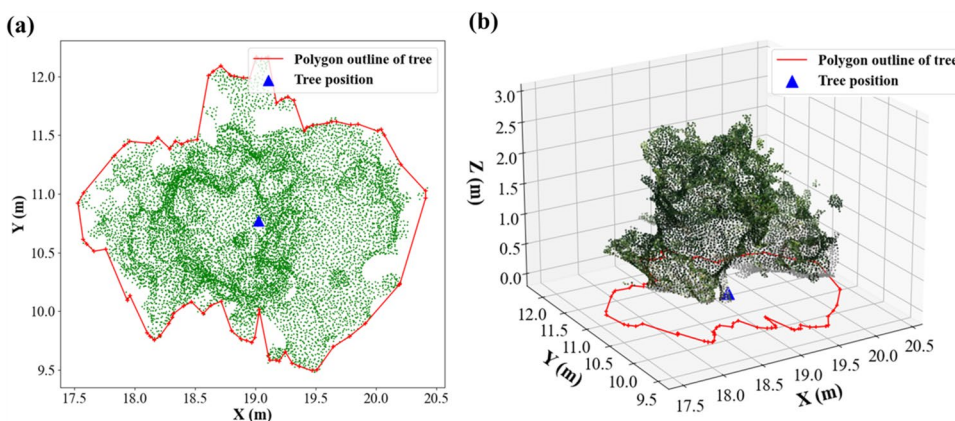 (a)
Polygon outline of tree
Tree position
12.0
11.5
11.0
10.5
10.0
9.5
Y (m)
17.5 18.0 18.5 19.0 19.5 20.0 20.5
X (m)
(b)
Polygon outline of tree
Tree position
3.0
2.5
2.0
1.5
1.0
0.5
0.0
Z (m)
12.0
11.5
11.0
10.5
10.0
9.5
Y (m)
17.5 18.0 18.5 19.0 19.5 20.0 20.5
X (m)